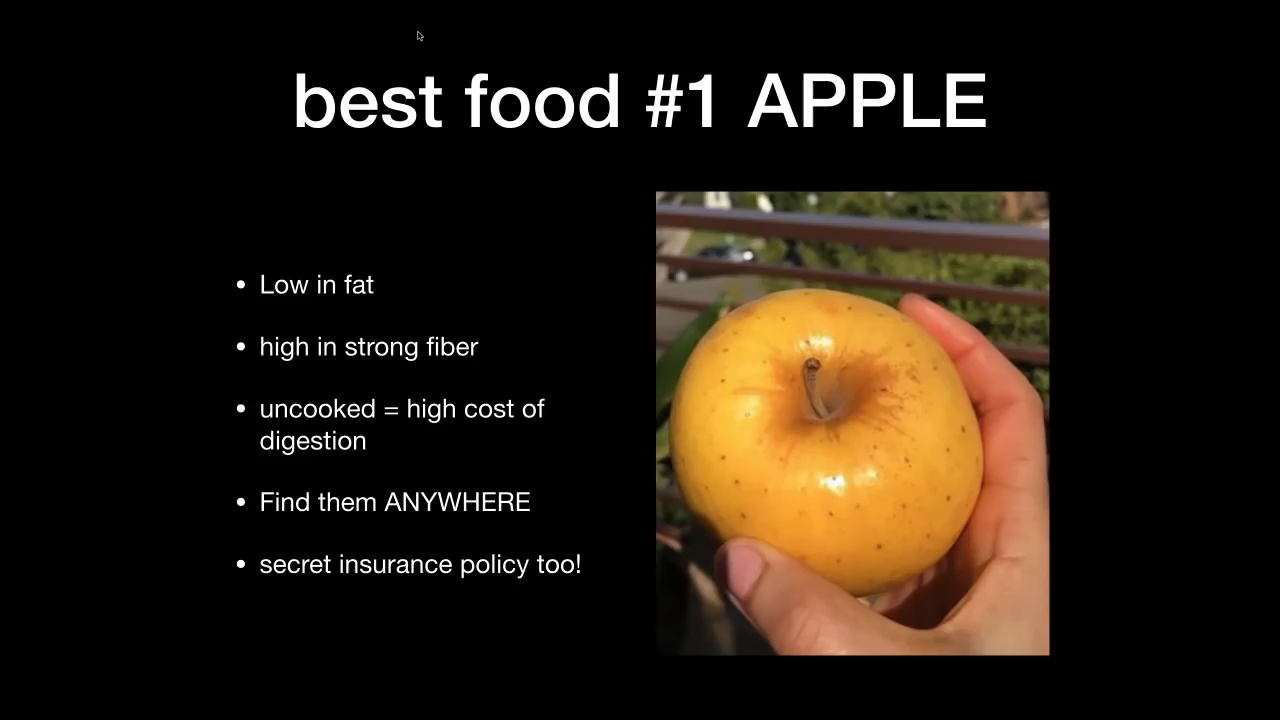 best food #1 APPLE
• Low in fat
• high in strong fiber
• uncooked = high cost of
digestion
• Find them ANYWHERE
• secret insurance policy too!